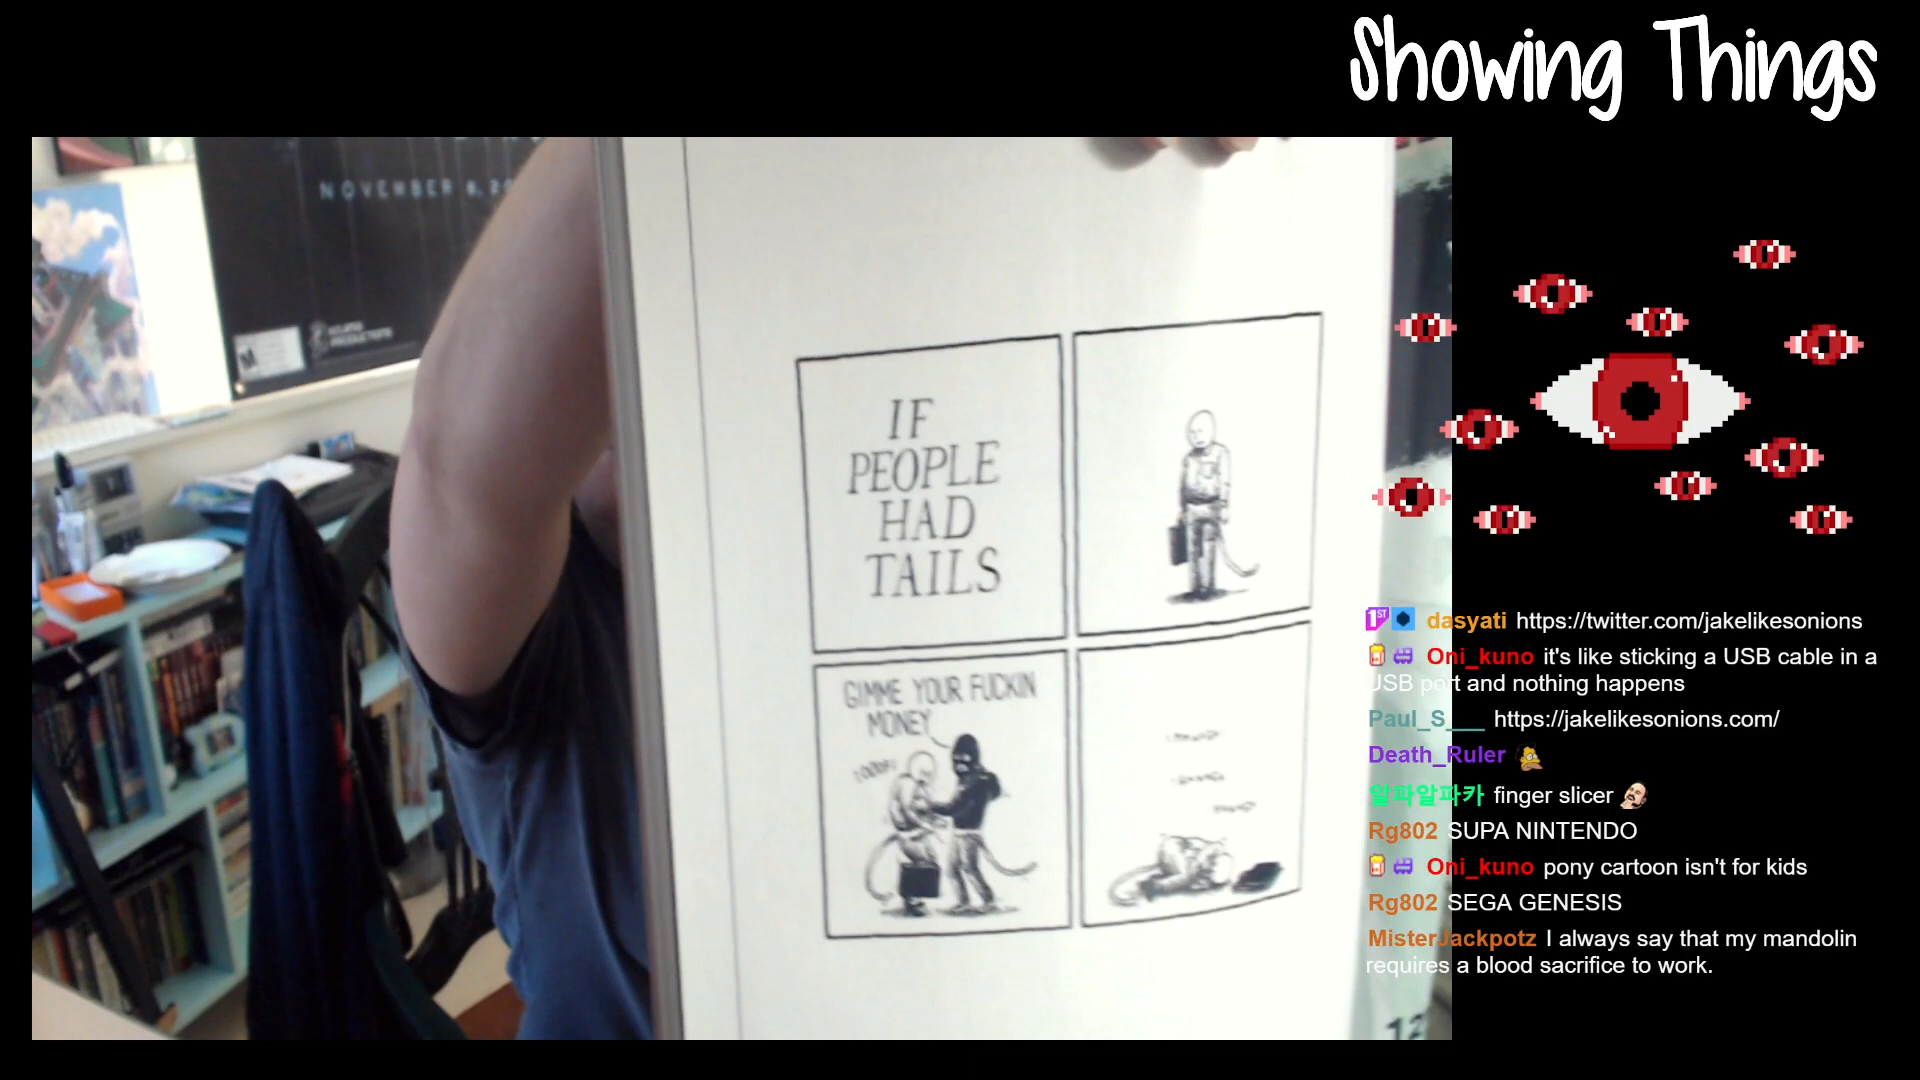 Showing Things
NOVEMBER 8, 20
M
IF
PEOPLE
HAD
TAILS
GIMME YOUR FUCKIN
MONEY
12
dasyati https://twitter.com/jakelikesonions
Oni_kuno it's like sticking a USB cable in a
USB port and nothing happens
Paul_S___ https://jakelikesonions.com/
Death_Ruler
알파알파카 finger slicer
Rg802 SUPA NINTENDO
Oni_kuno pony cartoon isn't for kids
Rg802 SEGA GENESIS
MisterJackpotz I always say that my mandolin
requires a blood sacrifice to work.